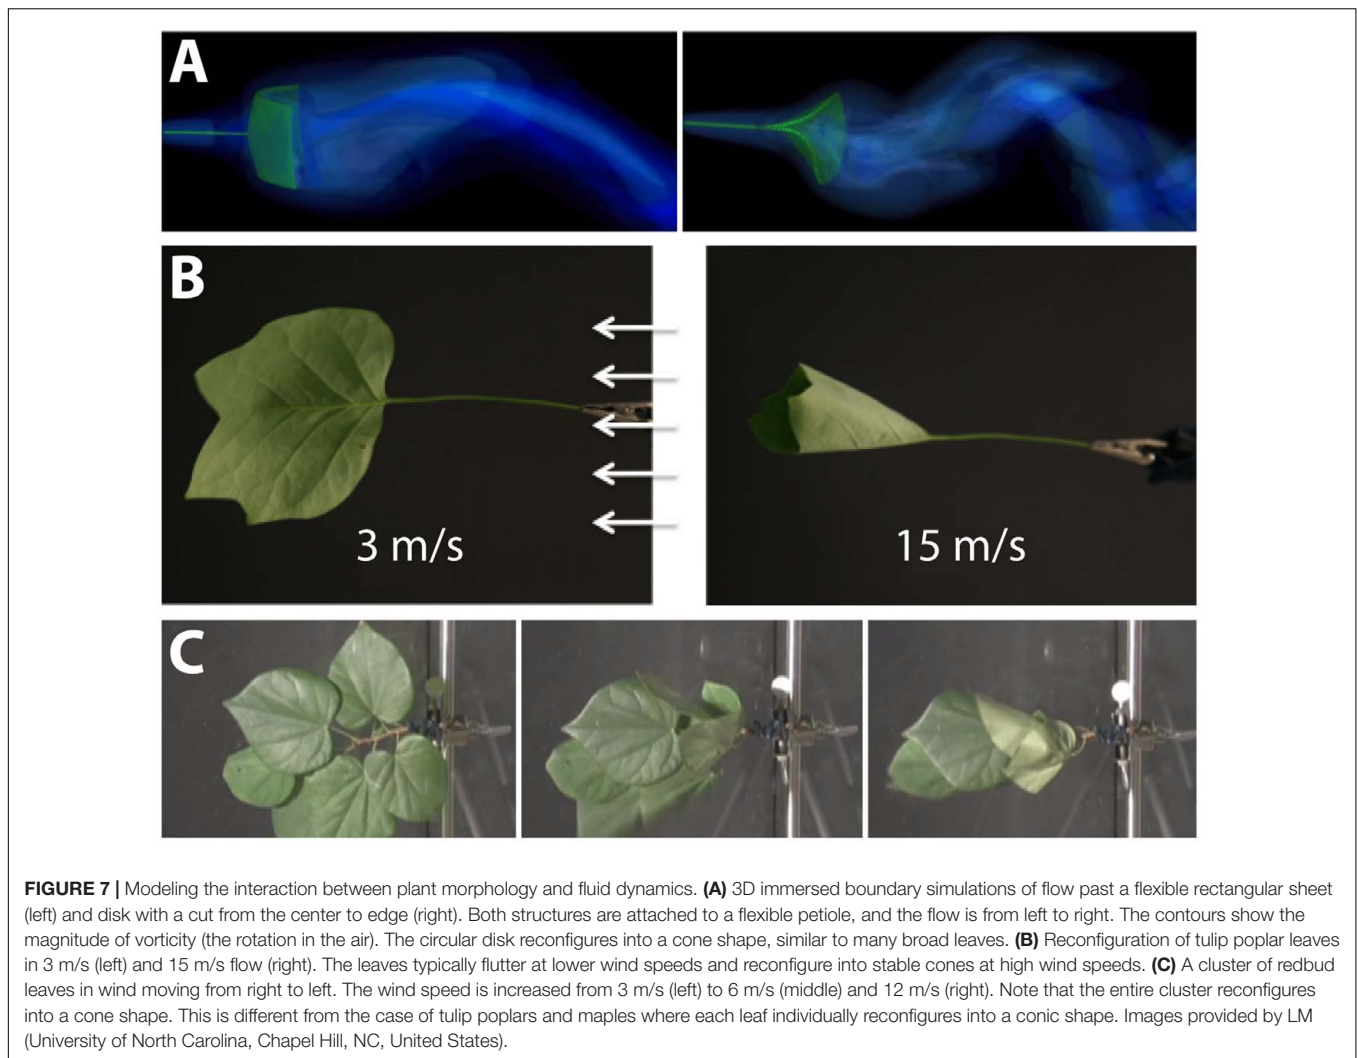 A
B
3 m/s
15 m/s
C
FIGURE 7 | Modeling the interaction between plant morphology and fluid dynamics. (A) 3D immersed boundary simulations of flow past a flexible rectangular sheet
(left) and disk with a cut from the center to edge (right). Both structures are attached to a flexible petiole, and the flow is from left to right. The contours show the
magnitude of vorticity (the rotation in the air). The circular disk reconfigures into a cone shape, similar to many broad leaves. (B) Reconfiguration of tulip poplar leaves
in 3 m/s (left) and 15 m/s flow (right). The leaves typically flutter at lower wind speeds and reconfigure into stable cones at high wind speeds. (C) A cluster of redbud
leaves in wind moving from right to left. The wind speed is increased from 3 m/s (left) to 6 m/s (middle) and 12 m/s (right). Note that the entire cluster reconfigures
into a cone shape. This is different from the case of tulip poplars and maples where each leaf individually reconfigures into a conic shape. Images provided by LM
(University of North Carolina, Chapel Hill, NC, United States).